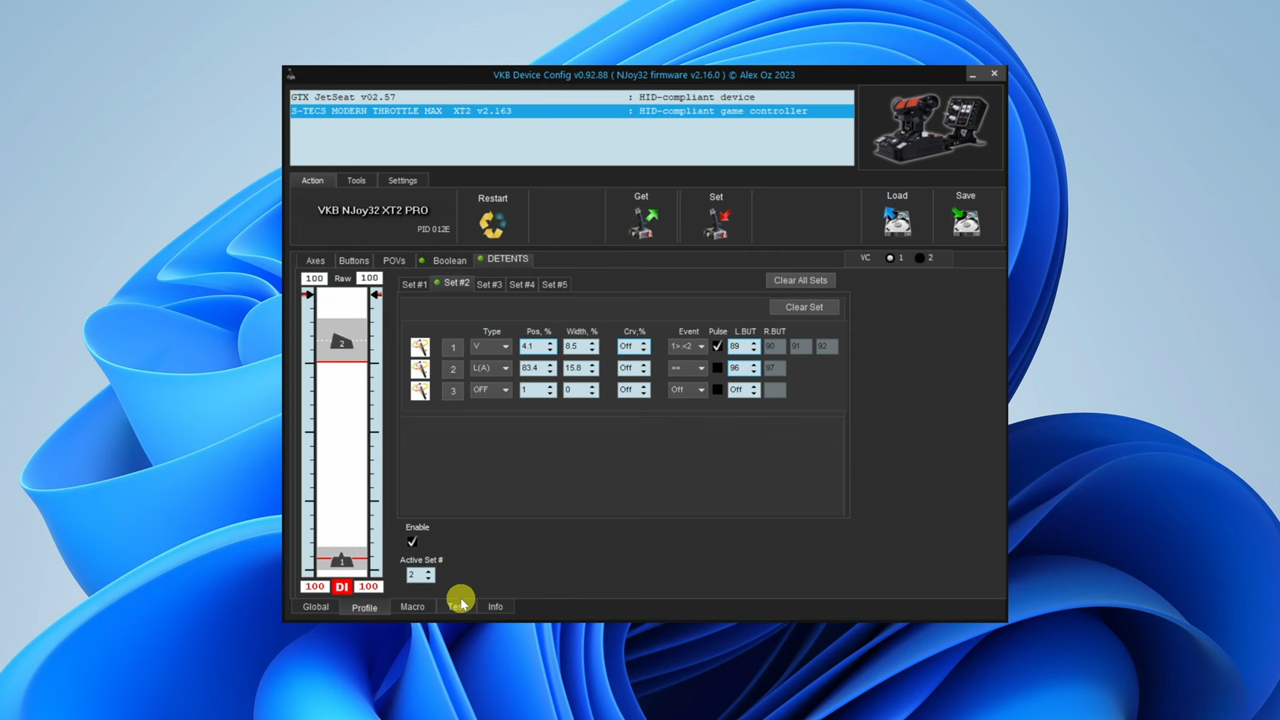 VKB Device Config v0.92.88 ( NJoy32 firmware v2.16.0 ) © Alex Oz 2023
GTX JetSeat v02.57 : HID-compliant device
S-TECS MODERN THROTTLE MAX XT2 v2.163 : HID-compliant game controller
Action Tools Settings
VKB NJoy32 XT2 PRO
PID 012E
Restart
Get
Set
Load
Save
Axes Buttons POVs Boolean DETENTS
VC 1 2
100 Raw 100
Set #1 Set #2 Set #3 Set #4 Set #5
Clear All Sets
Clear Set
Type Pos, % Width, % Crv,% Event Pulse L.BUT R.BUT
1 V 4.1 8.5 Off 1>.<2 89 90 91 92
2 L(A) 83.4 15.8 Off == 96 97
3 OFF 1 0 Off Off Off
2
1
Enable
Active Set #
2
100 DI 100
Global Profile Macro Test Info